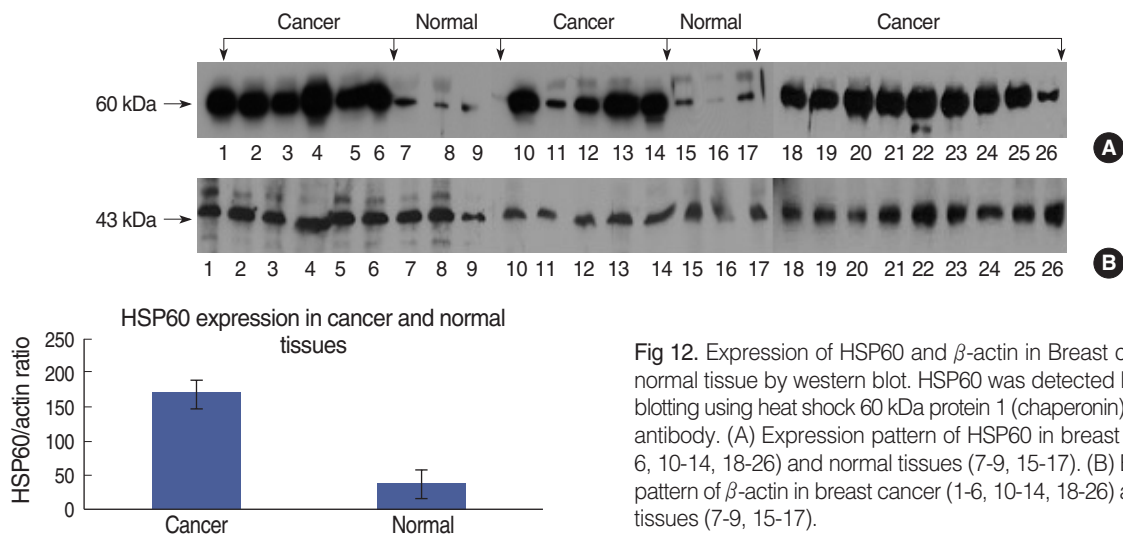 Cancer Normal Cancer Normal Cancer
60 kDa
1 2 3 4 5 6 7 8 9 10 11 12 13 14 15 16 17 18 19 20 21 22 23 24 25 26
A
43 kDa
1 2 3 4 5 6 7 8 9 10 11 12 13 14 15 16 17 18 19 20 21 22 23 24 25 26
B
HSP60 expression in cancer and normal
tissues
HSP60/actin ratio
250
200
150
100
50
0
Cancer Normal
Fig 12. Expression of HSP60 and β-actin in Breast
normal tissue by western blot. HSP60 was detected
blotting using heat shock 60 kDa protein 1 (chaperonin)
antibody. (A) Expression pattern of HSP60 in breast
6, 10-14, 18-26) and normal tissues (7-9, 15-17). (B)
pattern of β-actin in breast cancer (1-6, 10-14, 18-26)
tissues (7-9, 15-17).